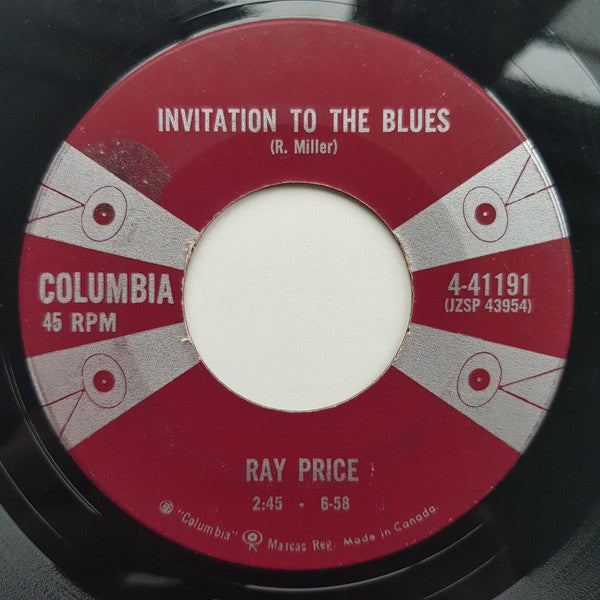 INVITATION TO THE BLUES
(R. Miller)
COLUMBIA
45 RPM
4-41191
(JZSP 43954)
RAY PRICE
2:45 - 6-58
"Columbia" Marcas Reg. Made in Canada.